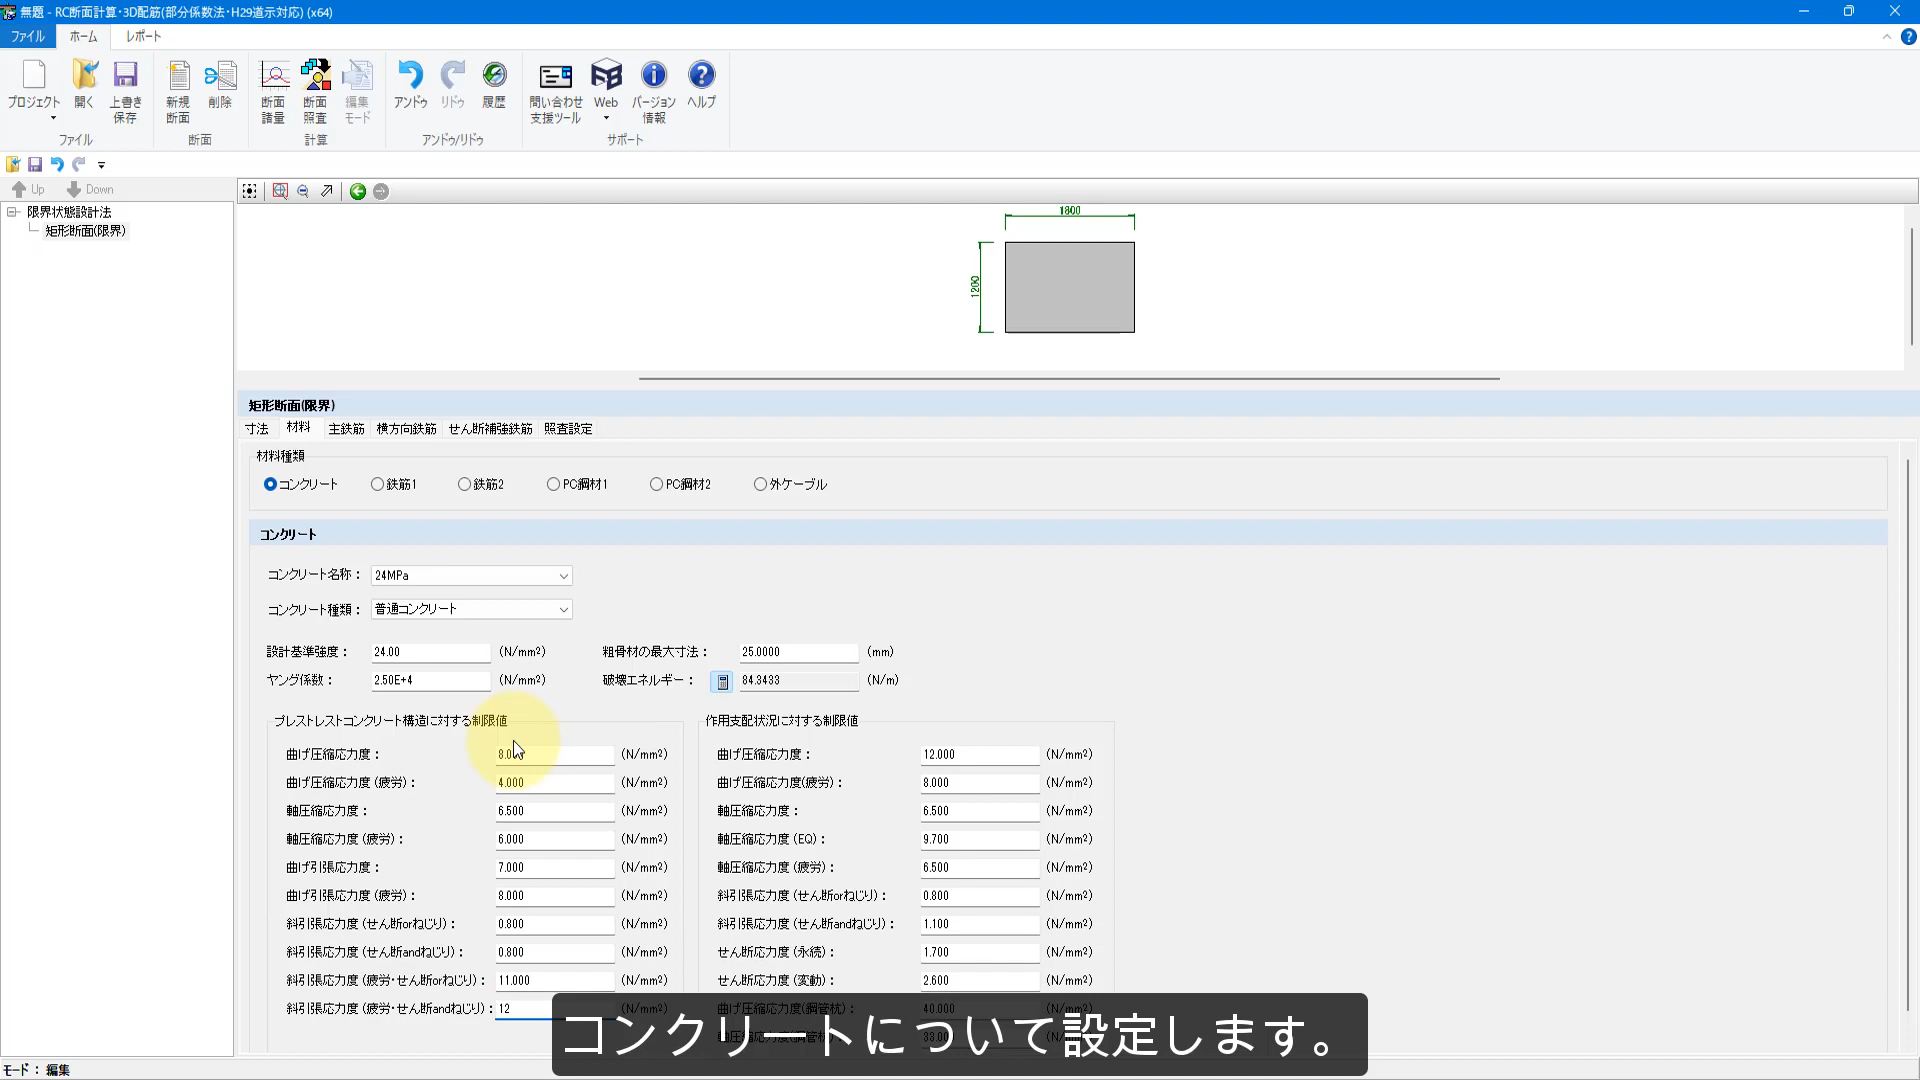 無題 - RC断面計算・3D配筋(部分係数法・H29道示対応) (x64)
ファイル ホーム レポート
プロジェクト 開く 上書き保存 新規断面 削除 断面諸量 断面照査 編集モード アンドゥ リドゥ 履歴 問い合わせ支援ツール Web バージョン情報 ヘルプ
ファイル 断面 計算 アンドゥ/リドゥ サポート
Up Down
限界状態設計法
矩形断面(限界)
1800
1200
矩形断面(限界)
寸法 材料 主鉄筋 横方向鉄筋 せん断補強鉄筋 照査設定
材料種類
コンクリート 鉄筋1 鉄筋2 PC鋼材1 PC鋼材2 外ケーブル
コンクリート
コンクリート名称： 24MPa
コンクリート種類： 普通コンクリート
設計基準強度： 24.00 (N/mm2) 粗骨材の最大寸法： 25.0000 (mm)
ヤング係数： 2.50E+4 (N/mm2) 破壊エネルギー： 84.3433 (N/m)
プレストレストコンクリート構造に対する制限値 作用支配状況に対する制限値
曲げ圧縮応力度： 8.0 (N/mm2) 曲げ圧縮応力度： 12.000 (N/mm2)
曲げ圧縮応力度(疲労)： 4.000 (N/mm2) 曲げ圧縮応力度(疲労)： 8.000 (N/mm2)
軸圧縮応力度： 6.500 (N/mm2) 軸圧縮応力度： 6.500 (N/mm2)
軸圧縮応力度(疲労)： 6.000 (N/mm2) 軸圧縮応力度(EQ)： 9.700 (N/mm2)
曲げ引張応力度： 7.000 (N/mm2) 軸圧縮応力度(疲労)： 6.500 (N/mm2)
曲げ引張応力度(疲労)： 8.000 (N/mm2) 斜引張応力度(せん断orねじり)： 0.800 (N/mm2)
斜引張応力度(せん断orねじり)： 0.800 (N/mm2) 斜引張応力度(せん断andねじり)： 1.100 (N/mm2)
斜引張応力度(せん断andねじり)： 0.800 (N/mm2) せん断応力度(永続)： 1.700 (N/mm2)
斜引張応力度(疲労・せん断orねじり)： 11.000 (N/mm2) せん断応力度(変動)： 2.600 (N/mm2)
斜引張応力度(疲労・せん断andねじり)： 12 (N/mm2) 曲げ圧縮応力度(鋼管杭)： 40.000 (N/mm2)
コンクリートについて設定します。
モード： 編集